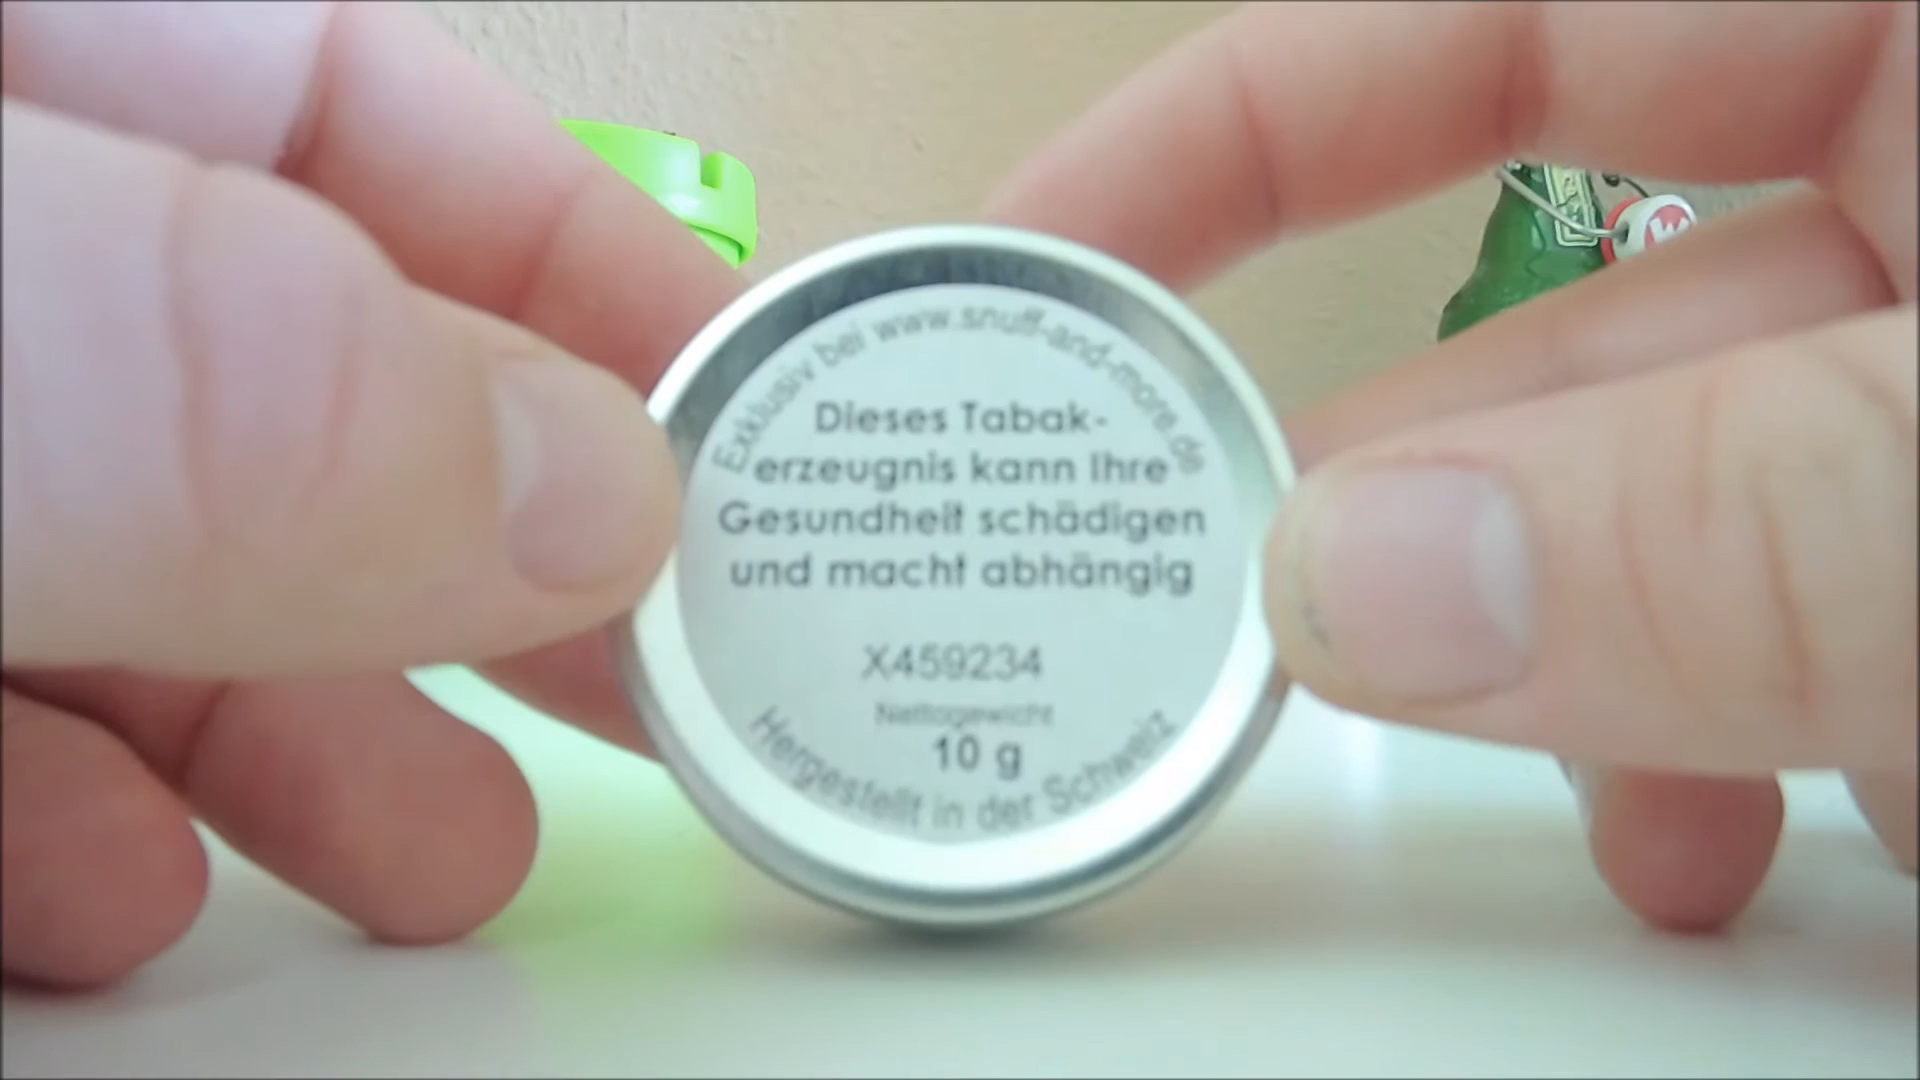 Exklusiv bei www.snuff-and-more.de
Dieses Tabak-
erzeugnis kann Ihre
Gesundheit schädigen
und macht abhängig
X459234
Nettogewicht
10 g
Hergestellt in der Schweiz
W